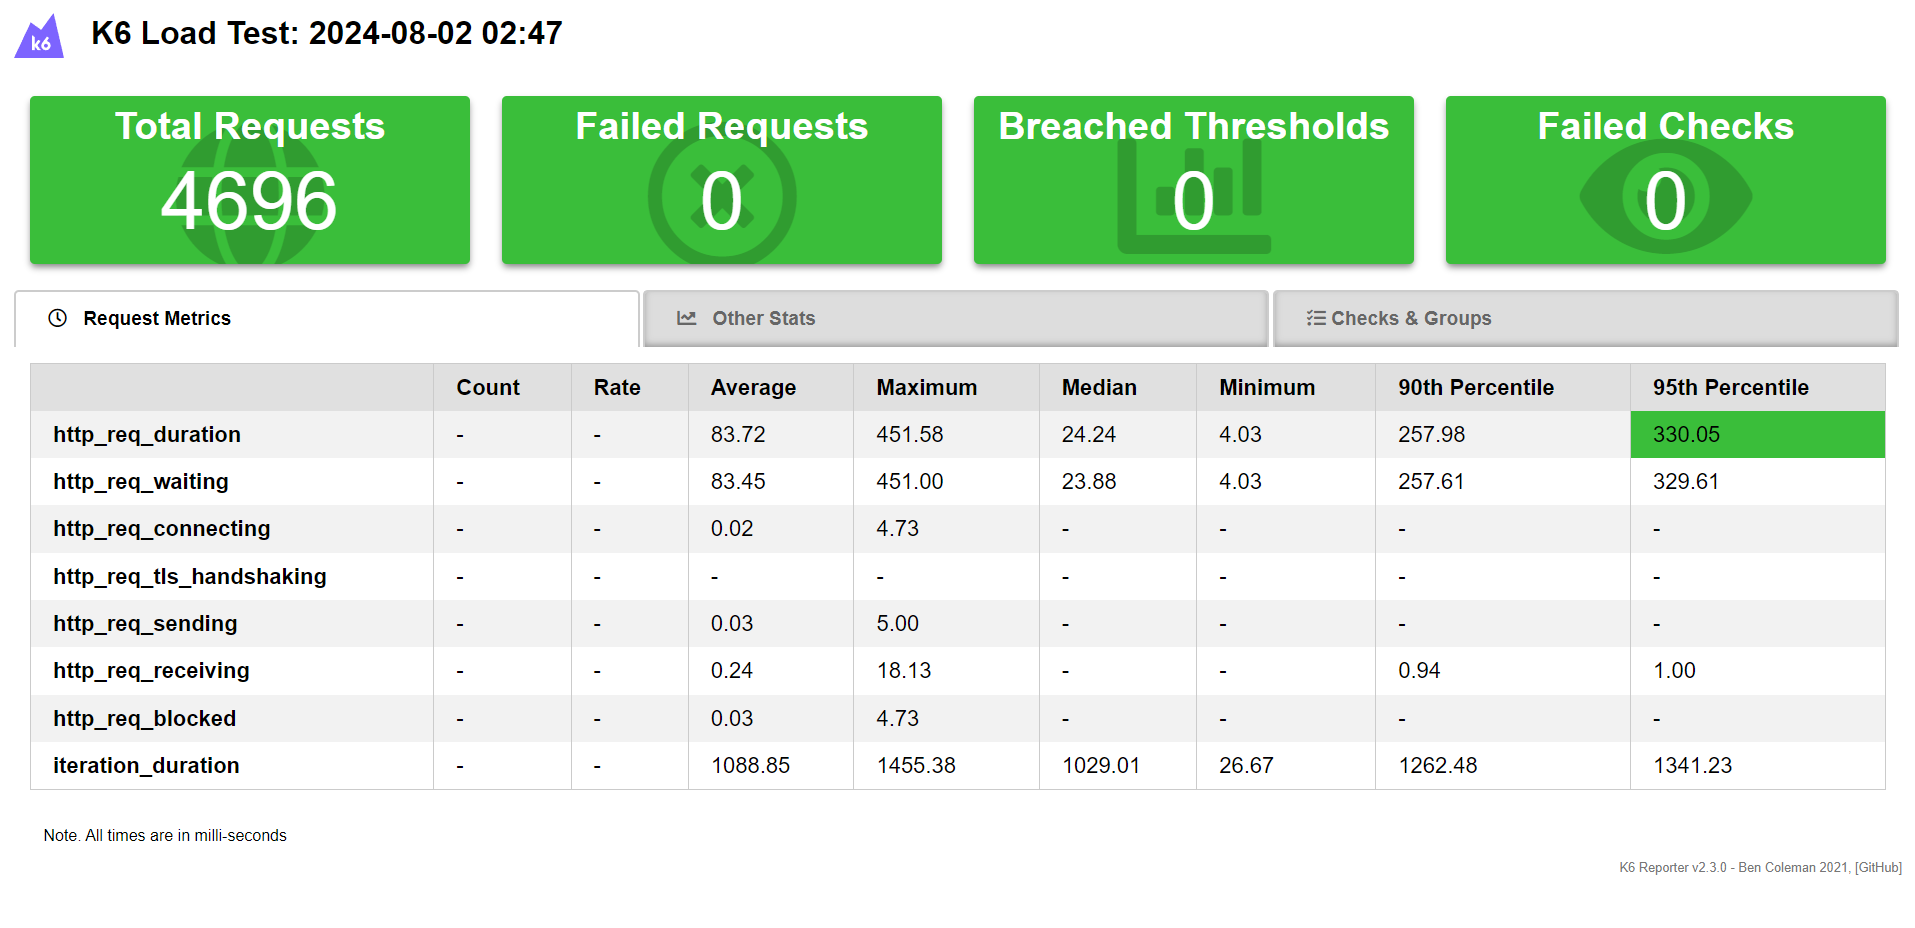 k6
K6 Load Test: 2024-08-02 02:47
Total Requests
4696
Failed Requests
0
Breached Thresholds
0
Failed Checks
0
Request Metrics
Other Stats
Checks & Groups
Count Rate Average Maximum Median Minimum 90th Percentile 95th Percentile
http_req_duration - - 83.72 451.58 24.24 4.03 257.98 330.05
http_req_waiting - - 83.45 451.00 23.88 4.03 257.61 329.61
http_req_connecting - - 0.02 4.73 - - - -
http_req_tls_handshaking - - - - - - - -
http_req_sending - - 0.03 5.00 - - - -
http_req_receiving - - 0.24 18.13 - - 0.94 1.00
http_req_blocked - - 0.03 4.73 - - - -
iteration_duration - - 1088.85 1455.38 1029.01 26.67 1262.48 1341.23
Note. All times are in milli-seconds
K6 Reporter v2.3.0 - Ben Coleman 2021, [GitHub]